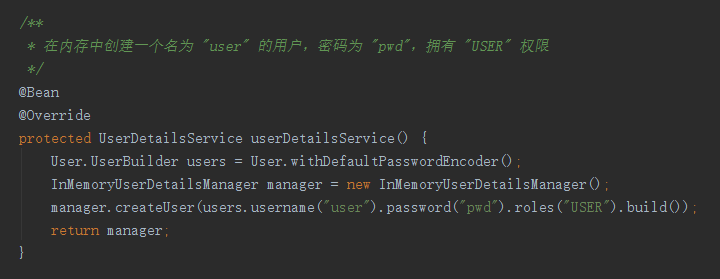 /**
 * 在内存中创建一个名为 "user" 的用户，密码为 "pwd"，拥有 "USER" 权限
 */
@Bean
@Override
protected UserDetailsService userDetailsService() {
    User.UserBuilder users = User.withDefaultPasswordEncoder();
    InMemoryUserDetailsManager manager = new InMemoryUserDetailsManager();
    manager.createUser(users.username("user").password("pwd").roles("USER").build());
    return manager;
}